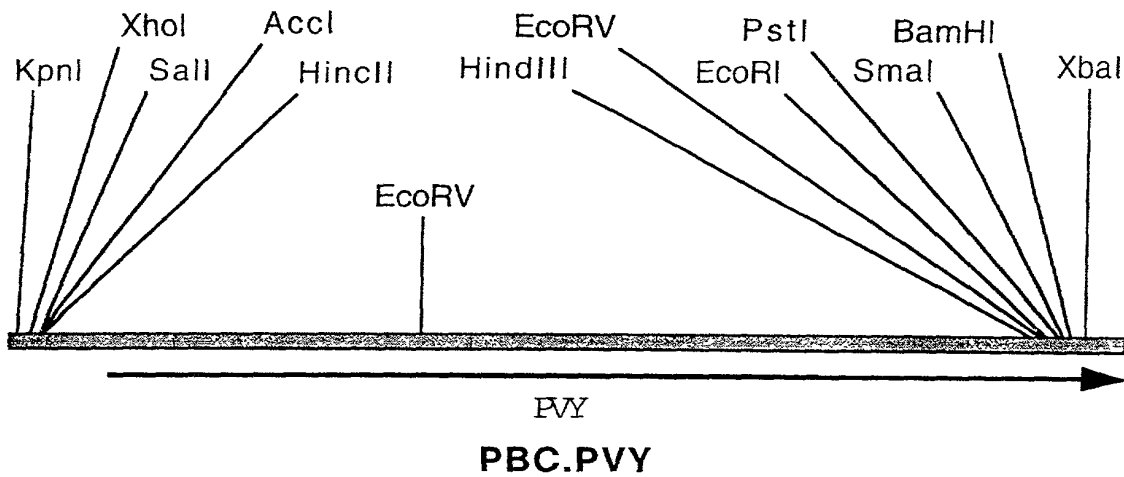 XhoI AccI EcoRV PstI BamHI
KpnI SalI HincII HindIII EcoRI SmaI XbaI
EcoRV
PVY
PBC.PVY